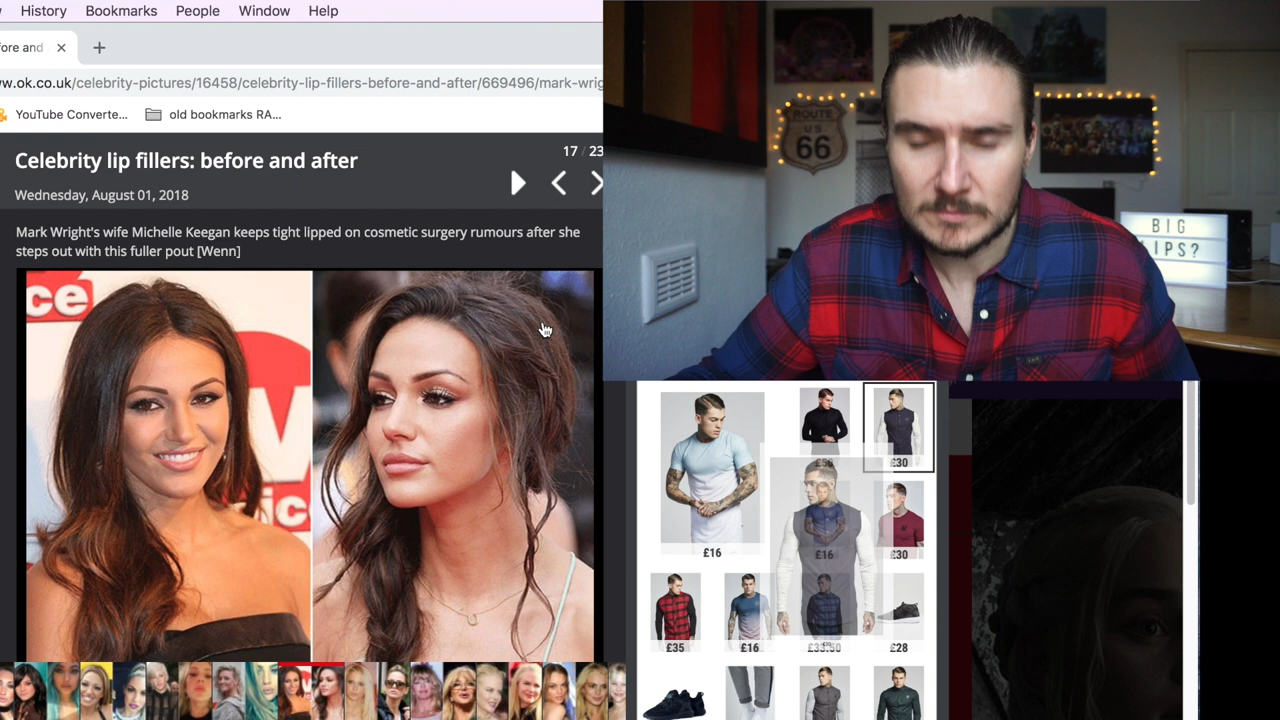 History Bookmarks People Window Help
ore and
w.ok.co.uk/celebrity-pictures/16458/celebrity-lip-fillers-before-and-after/669496/mark-wrig
YouTube Converte... old bookmarks RA...
Celebrity lip fillers: before and after
17 / 23
Wednesday, August 01, 2018
Mark Wright's wife Michelle Keegan keeps tight lipped on cosmetic surgery rumours after she
steps out with this fuller pout [Wenn]
ce
ice
ROUTE
US
66
BIG
LIPS?
£30
£16
£16
£30
£35
£16
£28